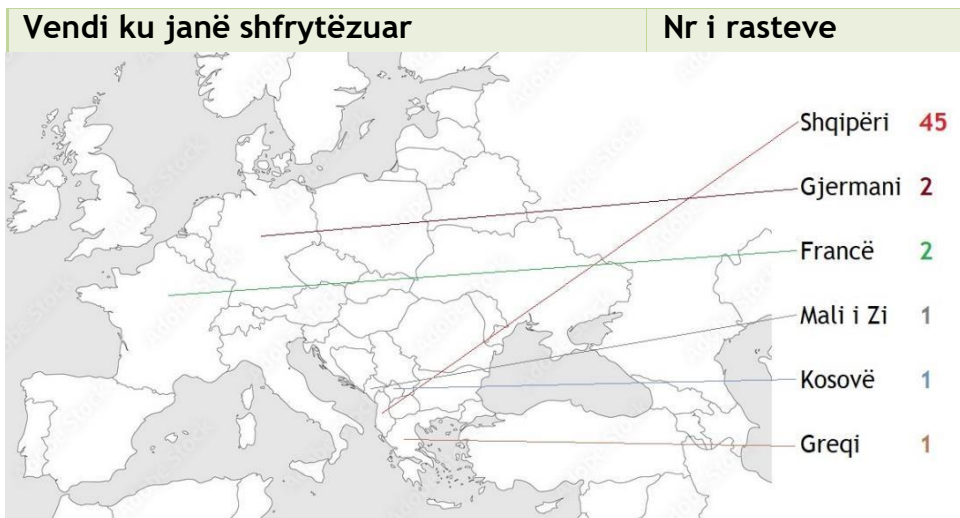 Vendi ku janë shfrytëzuar Nr i rasteve
Shqipëri 45
Gjermani 2
Francë 2
Mali i Zi 1
Kosovë 1
Greqi 1